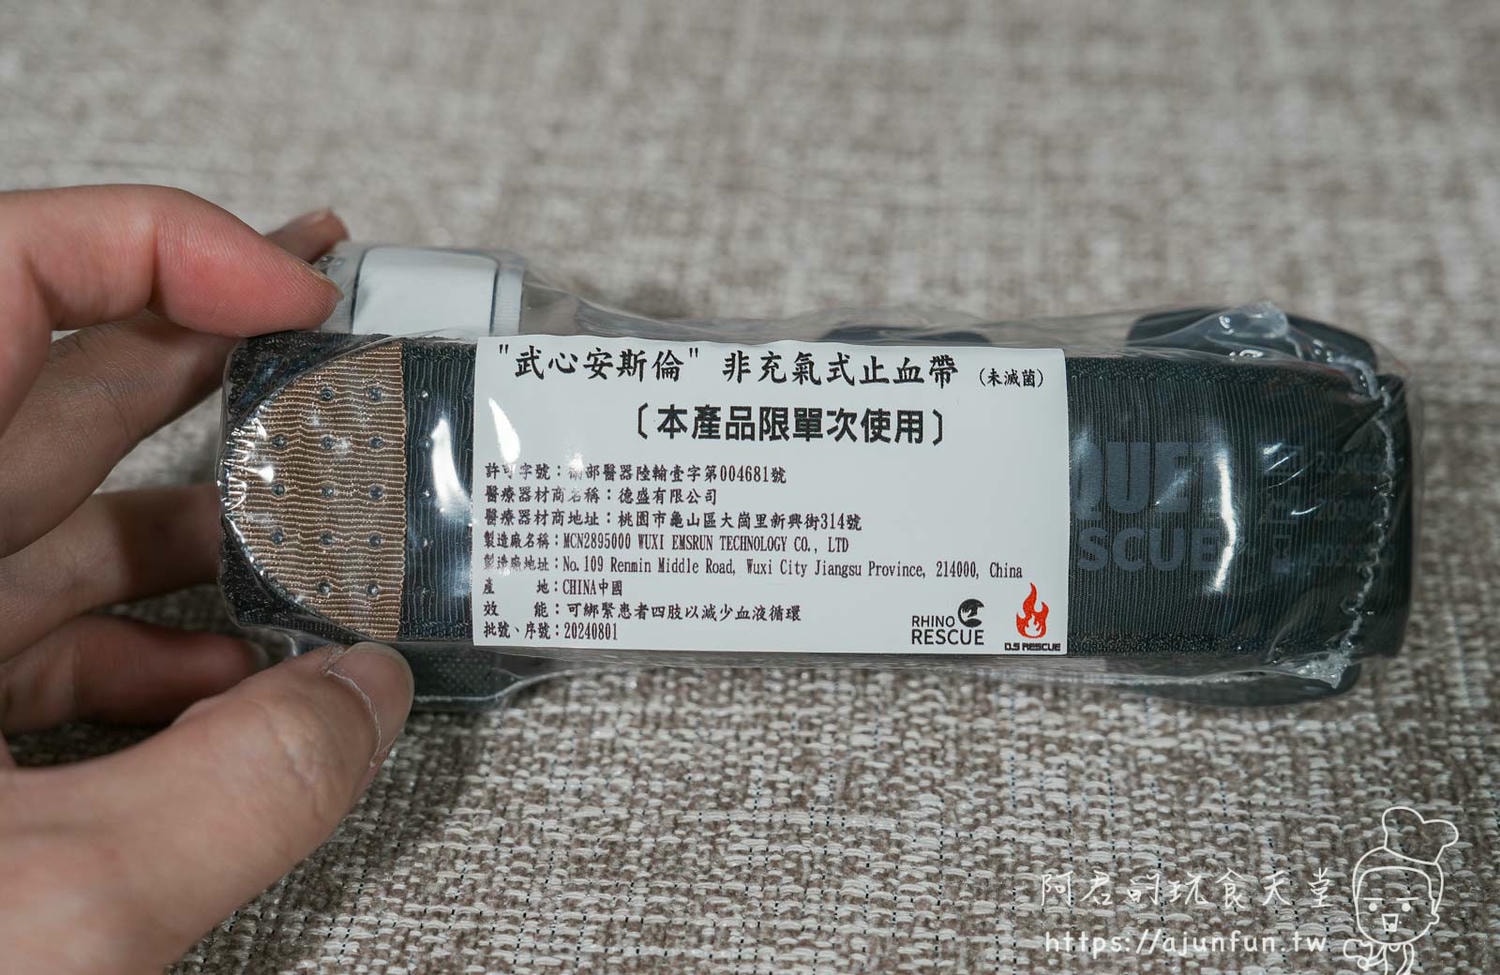 "武心安斯倫" 非充氣式止血帶 (未滅菌)
〔本產品限單次使用〕
許可字號：衛部醫器陸輸壹字第004681號
醫療器材商名稱：德盛有限公司
醫療器材商地址：桃園市龜山區大崗里新興街314號
製造廠名稱：MCN2895000 WUXI EMSRUN TECHNOLOGY CO., LTD
製造廠地址：No.109 Renmin Middle Road, Wuxi City Jiangsu Province, 214000, China
產 地：CHINA中國
效 能：可綁緊患者四肢以減少血液循環
批號、序號：20240801
RHINO
RESCUE
D.S RESCUE
QUET
SCUE
阿君的玩食天堂
https://ajunfun.tw